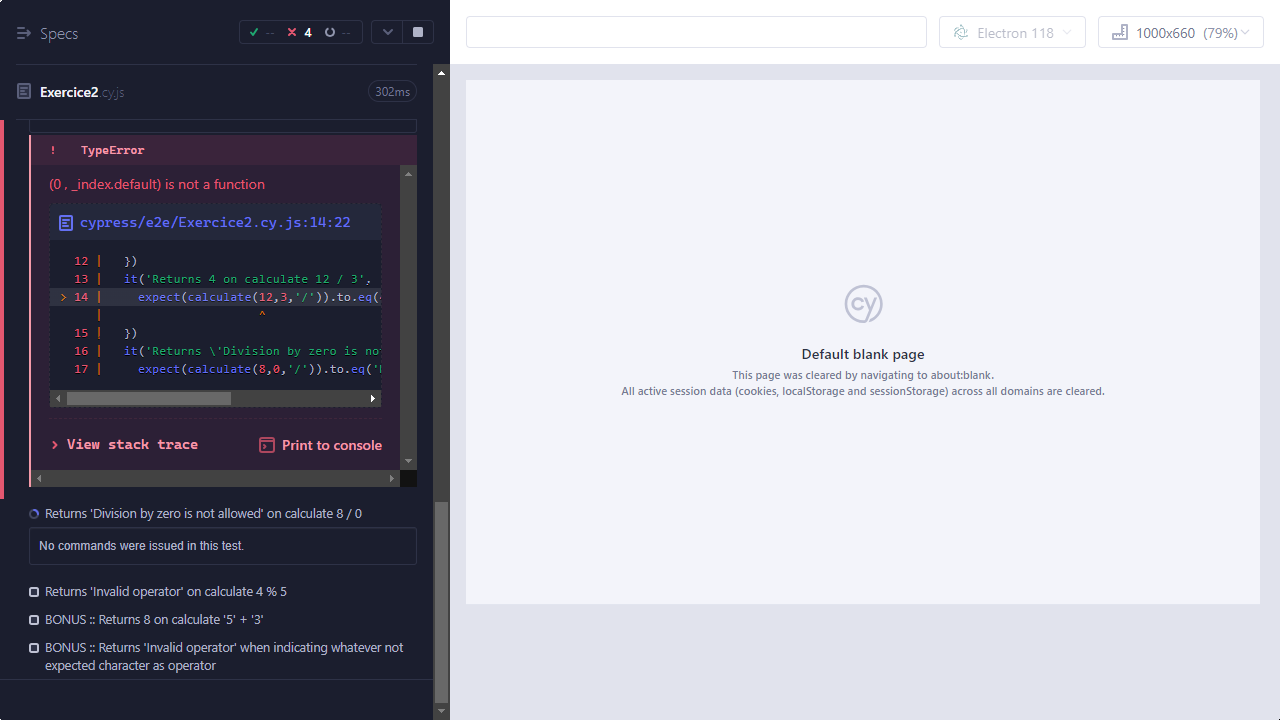 Specs
-- 4 --
Electron 118
1000x660 (79%)
Exercice2.cy.js
302ms
! TypeError
(0 , _index.default) is not a function
cypress/e2e/Exercice2.cy.js:14:22
12 | })
13 | it('Returns 4 on calculate 12 / 3',
> 14 | expect(calculate(12,3,'/')).to.eq(
| ^
15 | })
16 | it('Returns \'Division by zero is no
17 | expect(calculate(8,0,'/')).to.eq('
> View stack trace
Print to console
Returns 'Division by zero is not allowed' on calculate 8 / 0
No commands were issued in this test.
Returns 'Invalid operator' on calculate 4 % 5
BONUS :: Returns 8 on calculate '5' + '3'
BONUS :: Returns 'Invalid operator' when indicating whatever not
expected character as operator
cy
Default blank page
This page was cleared by navigating to about:blank.
All active session data (cookies, localStorage and sessionStorage) across all domains are cleared.